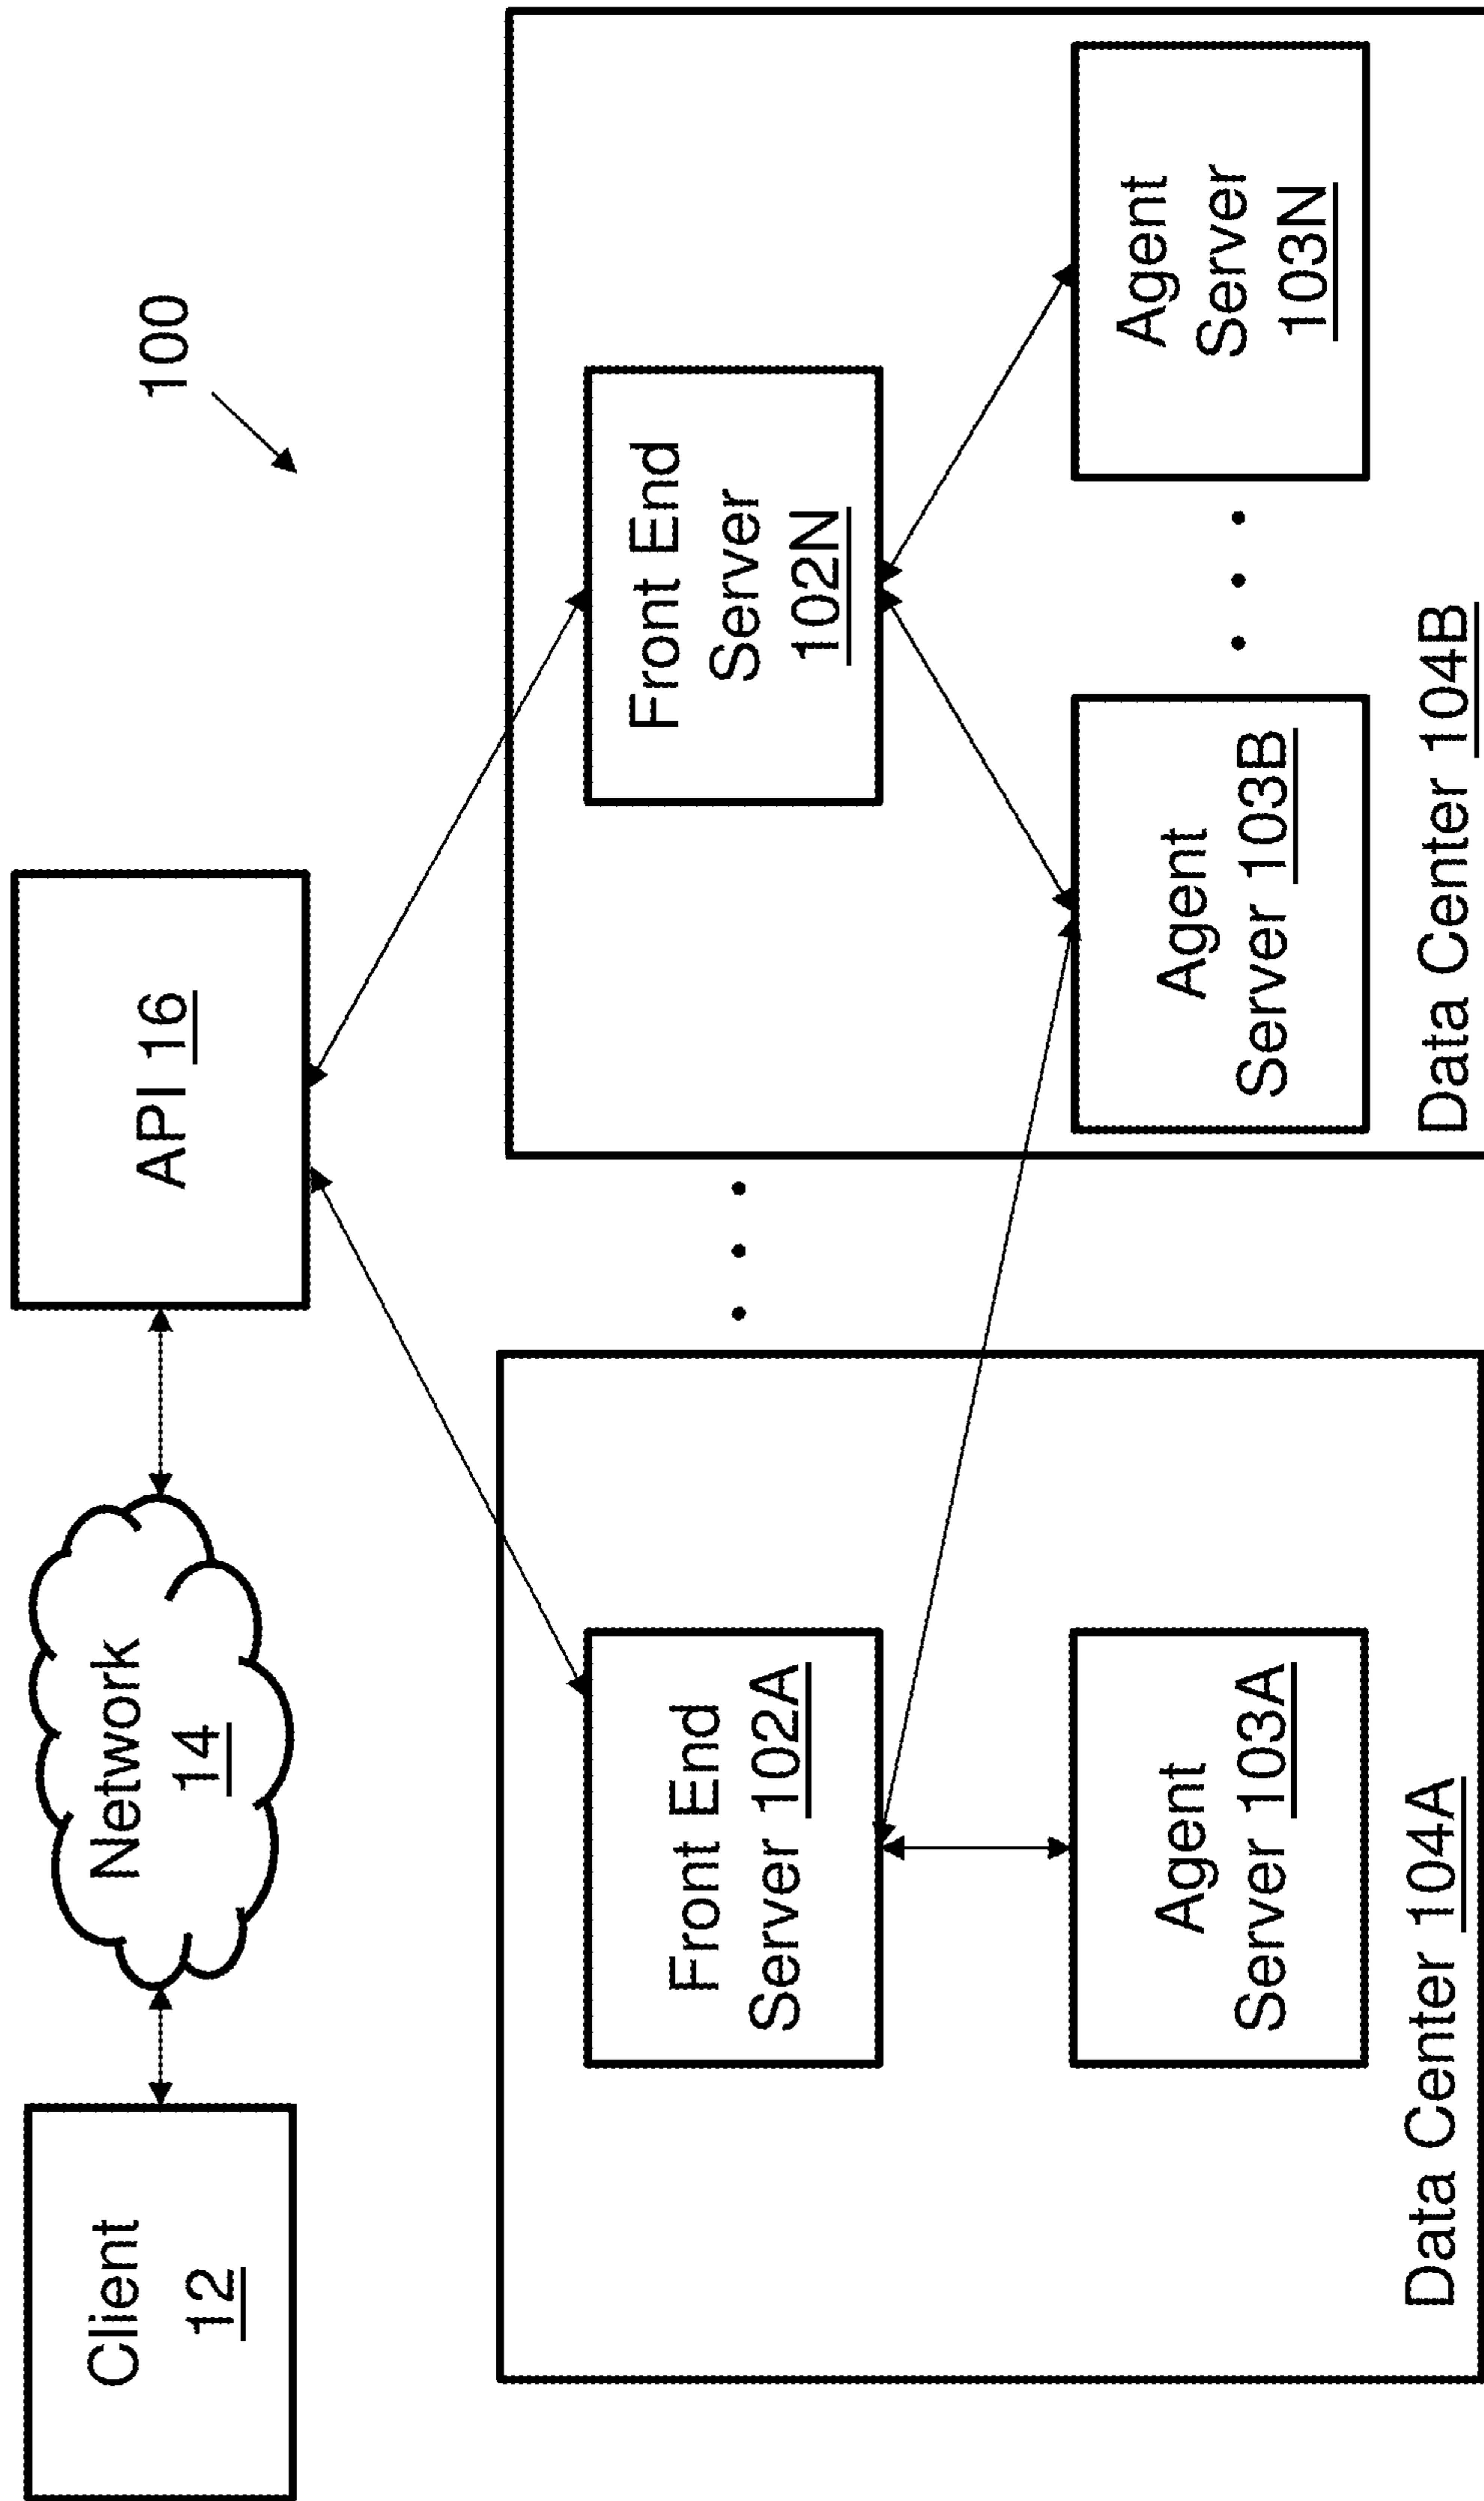 Client
12
Network
14
API 16
100
Front End
Server 102A
Agent
Server 103A
Data Center 104A
Front End
Server
102N
Agent
Server 103B
Agent
Server
103N
Data Center 104B